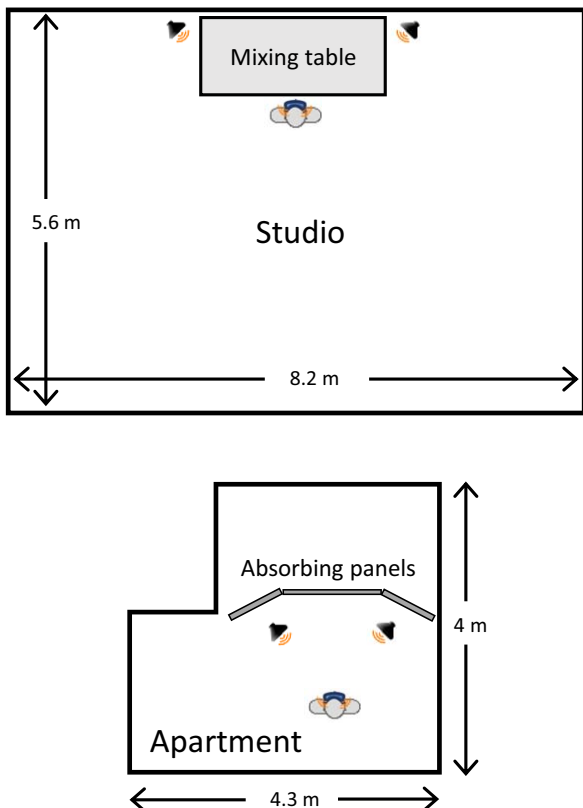 Mixing table
5.6 m
Studio
8.2 m
Absorbing panels
4 m
Apartment
4.3 m